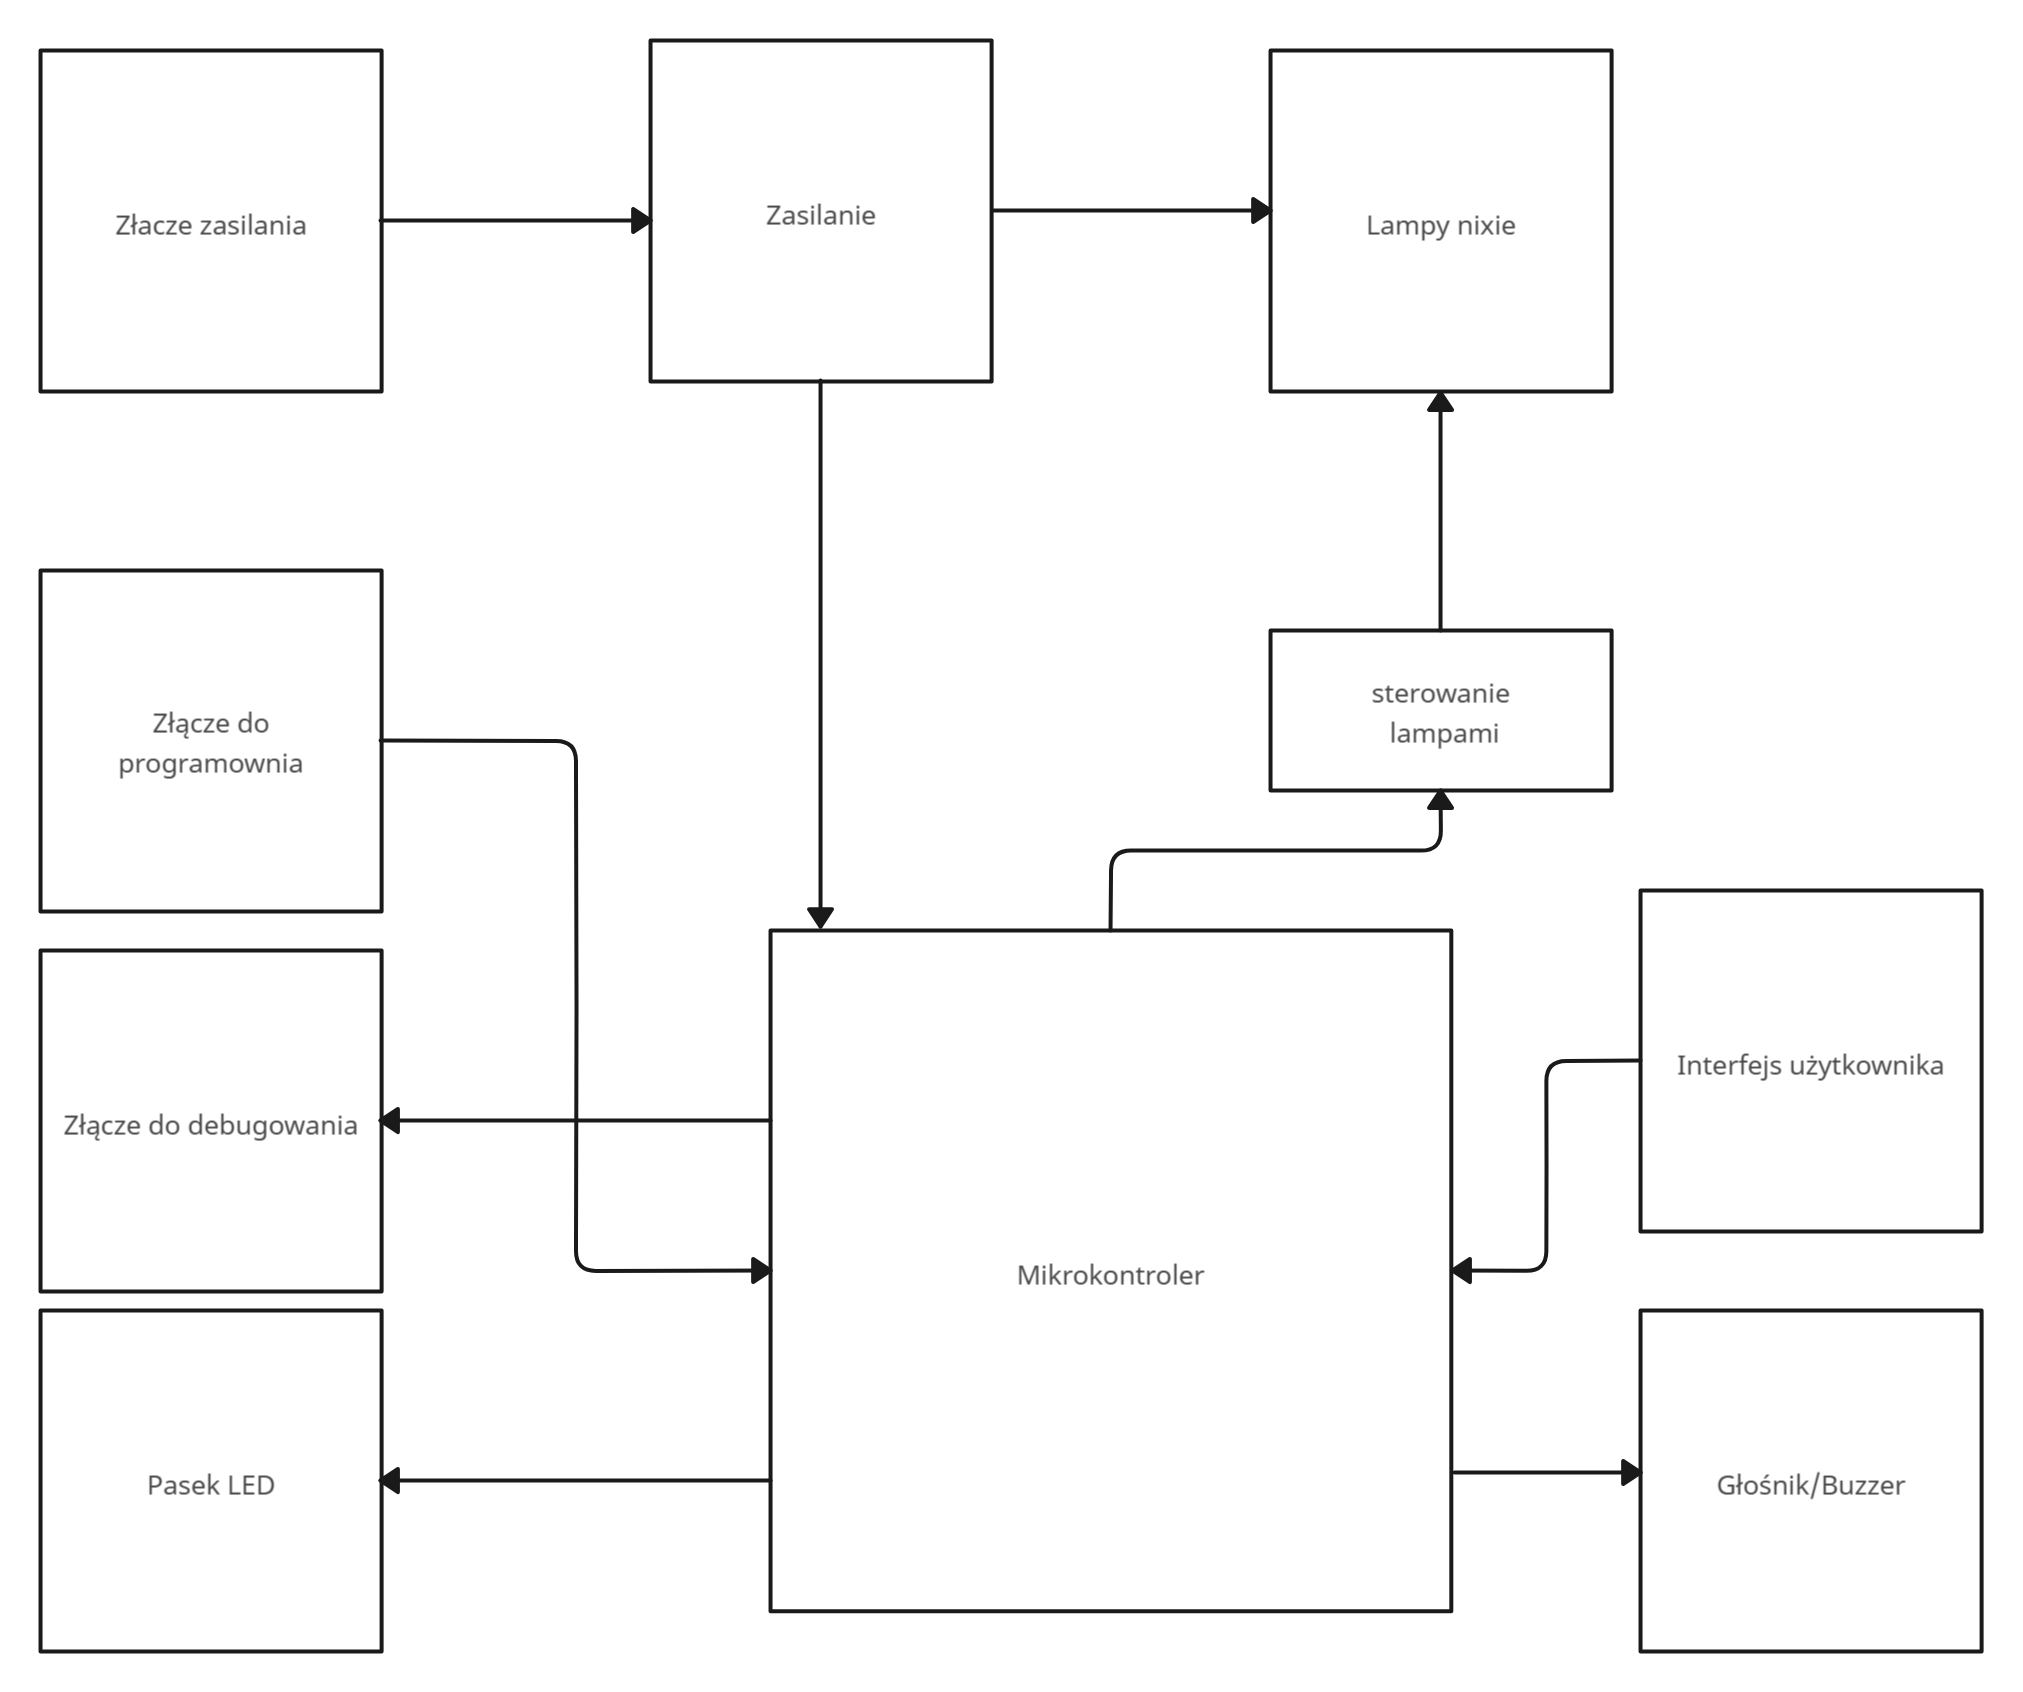 Złacze zasilania
Zasilanie
Lampy nixie
Złącze do
programownia
sterowanie
lampami
Złącze do debugowania
Interfejs użytkownika
Mikrokontroler
Pasek LED
Głośnik/Buzzer